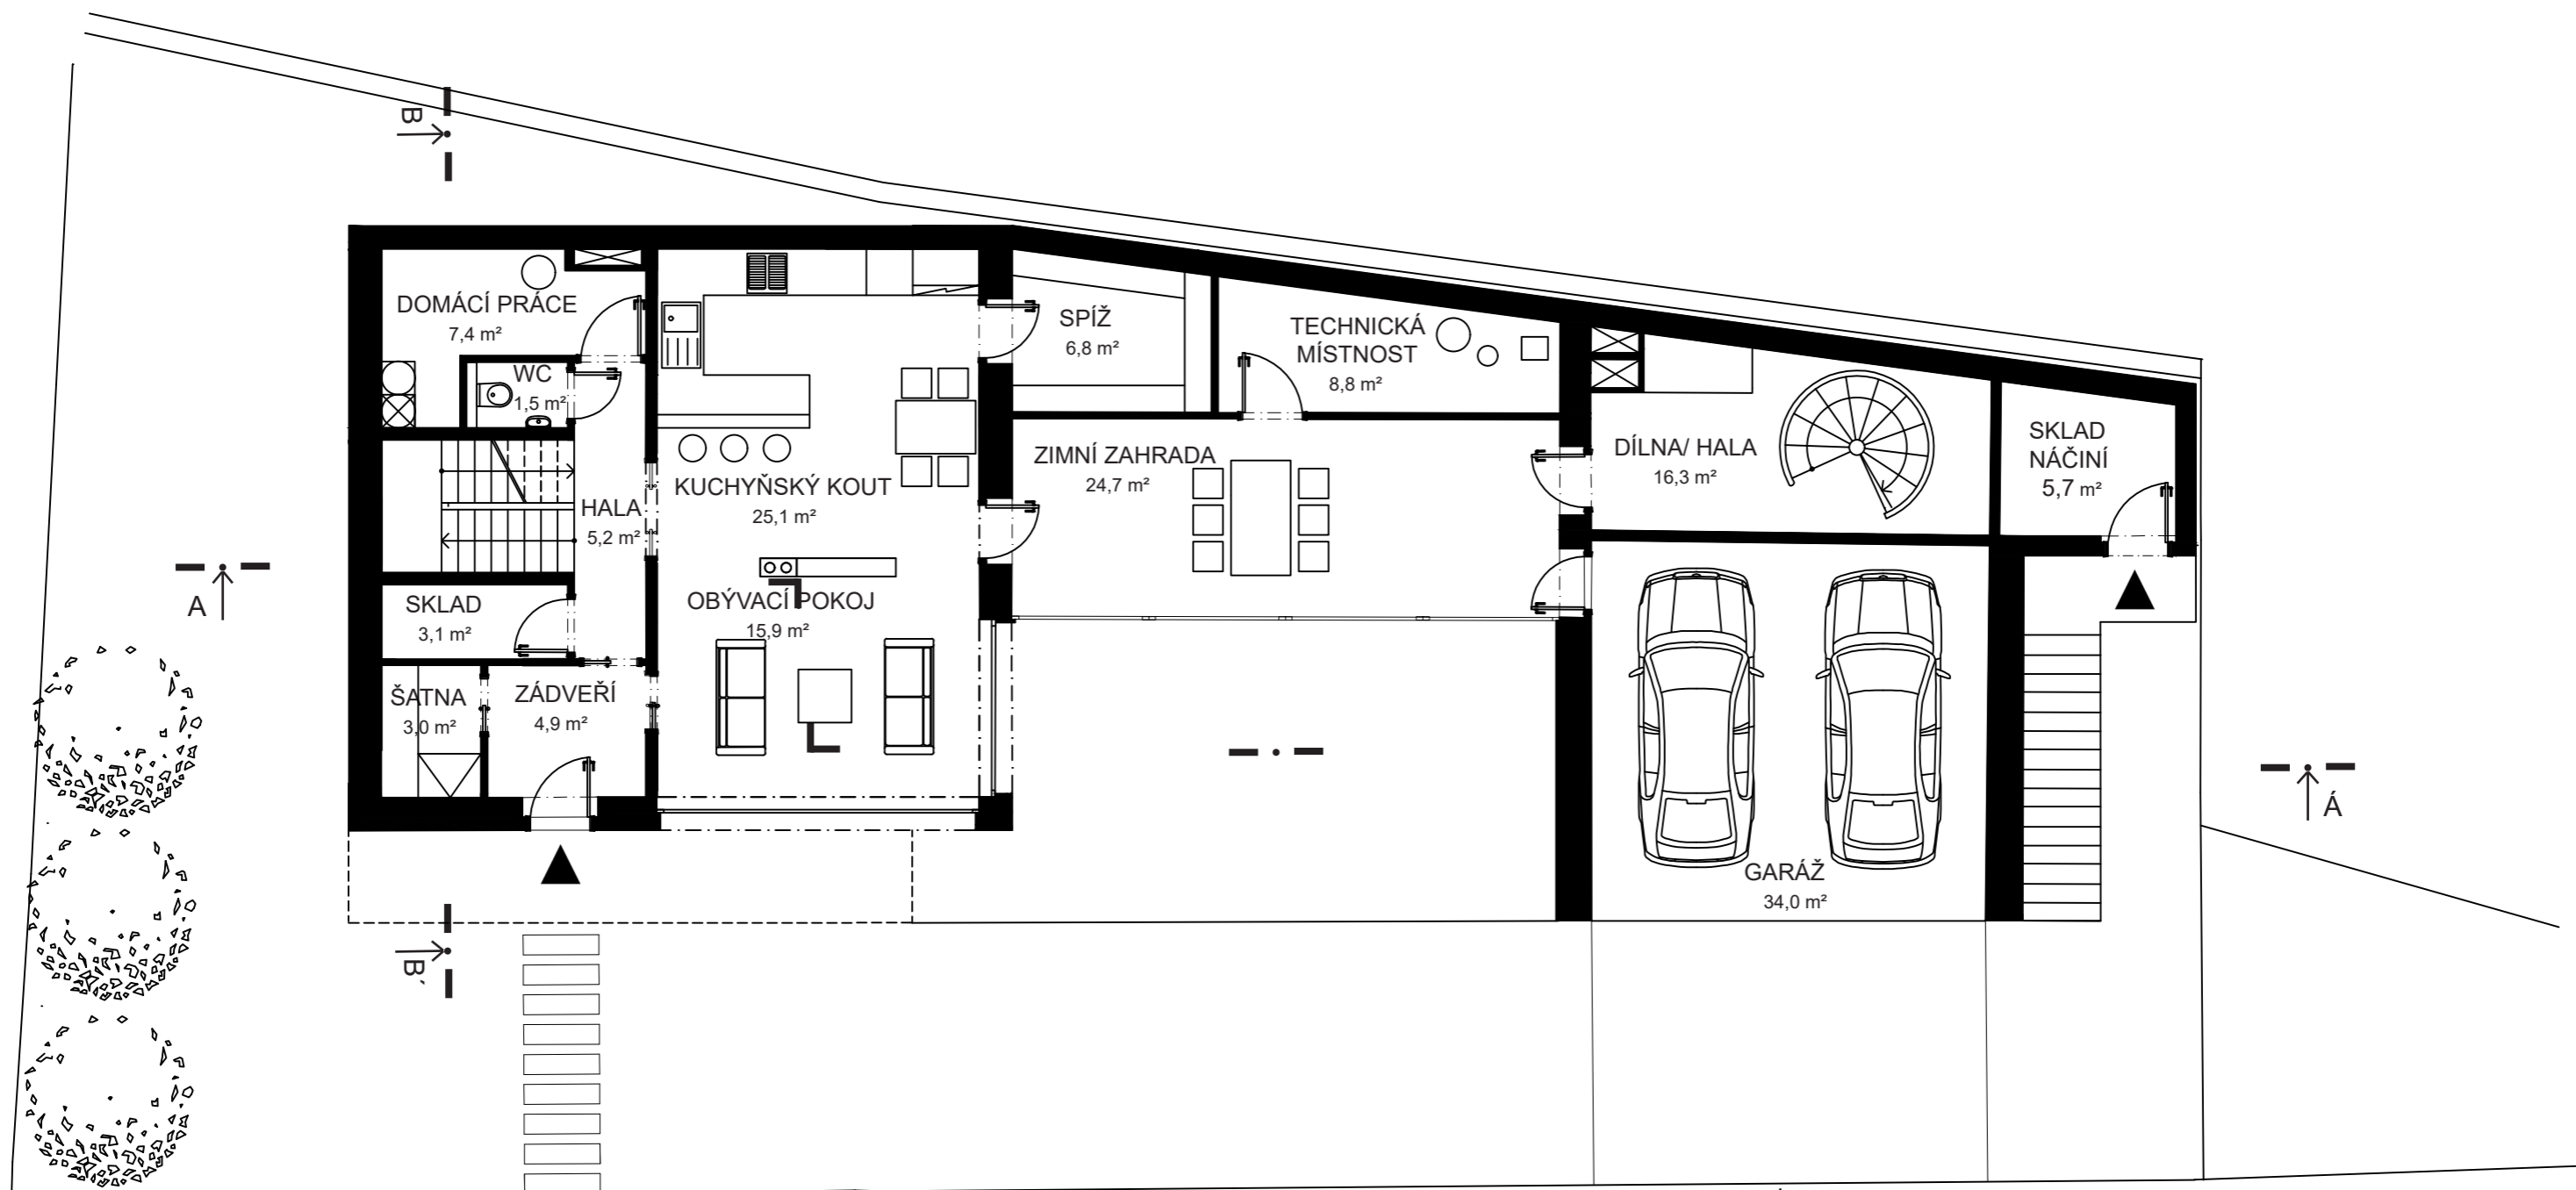 B
DOMÁCÍ PRÁCE
7,4 m²
WC
1,5 m²
HALA
5,2 m²
SKLAD
3,1 m²
ŠATNA
3,0 m²
ZÁDVEŘÍ
4,9 m²
KUCHYŇSKÝ KOUT
25,1 m²
OBÝVACÍ POKOJ
15,9 m²
SPÍŽ
6,8 m²
TECHNICKÁ
MÍSTNOST
8,8 m²
ZIMNÍ ZAHRADA
24,7 m²
DÍLNA/ HALA
16,3 m²
SKLAD
NÁČINÍ
5,7 m²
GARÁŽ
34,0 m²
A
Á
B´